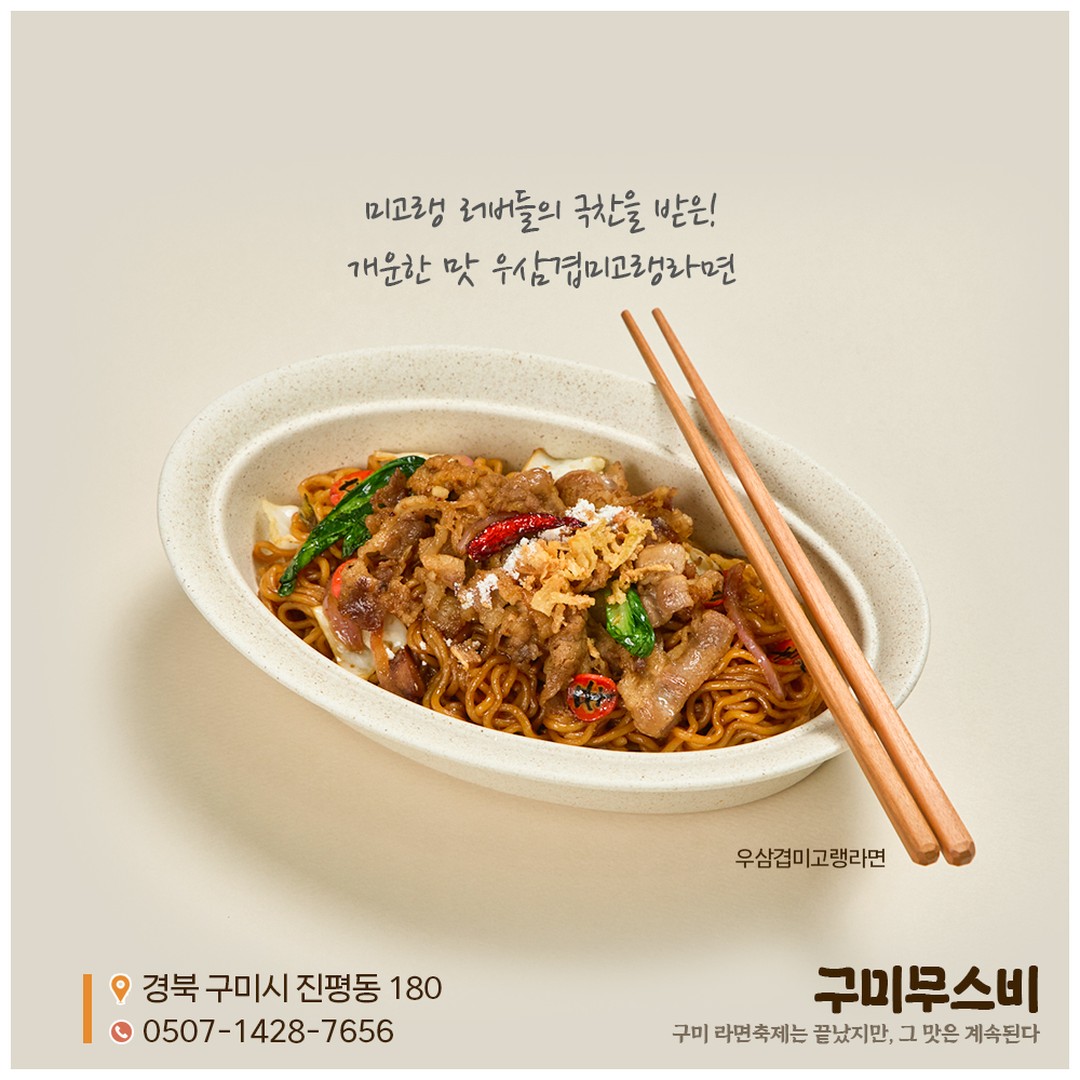 미고랭 러버들의 극찬을 받은!
개운한 맛 우삼겹미고랭라면
우삼겹미고랭라면
경북 구미시 진평동 180
0507-1428-7656
구미무스비
구미 라면축제는 끝났지만, 그 맛은 계속된다